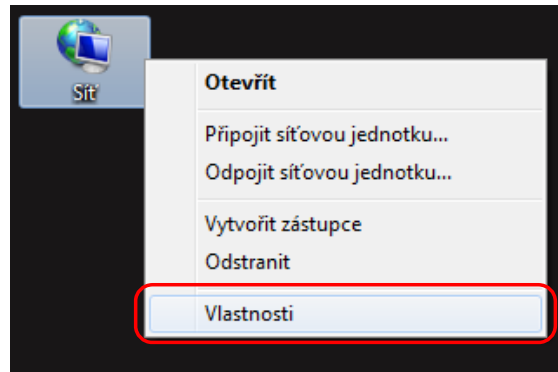 Síť
Otevřít
Připojit síťovou jednotku...
Odpojit síťovou jednotku...
Vytvořit zástupce
Odstranit
Vlastnosti